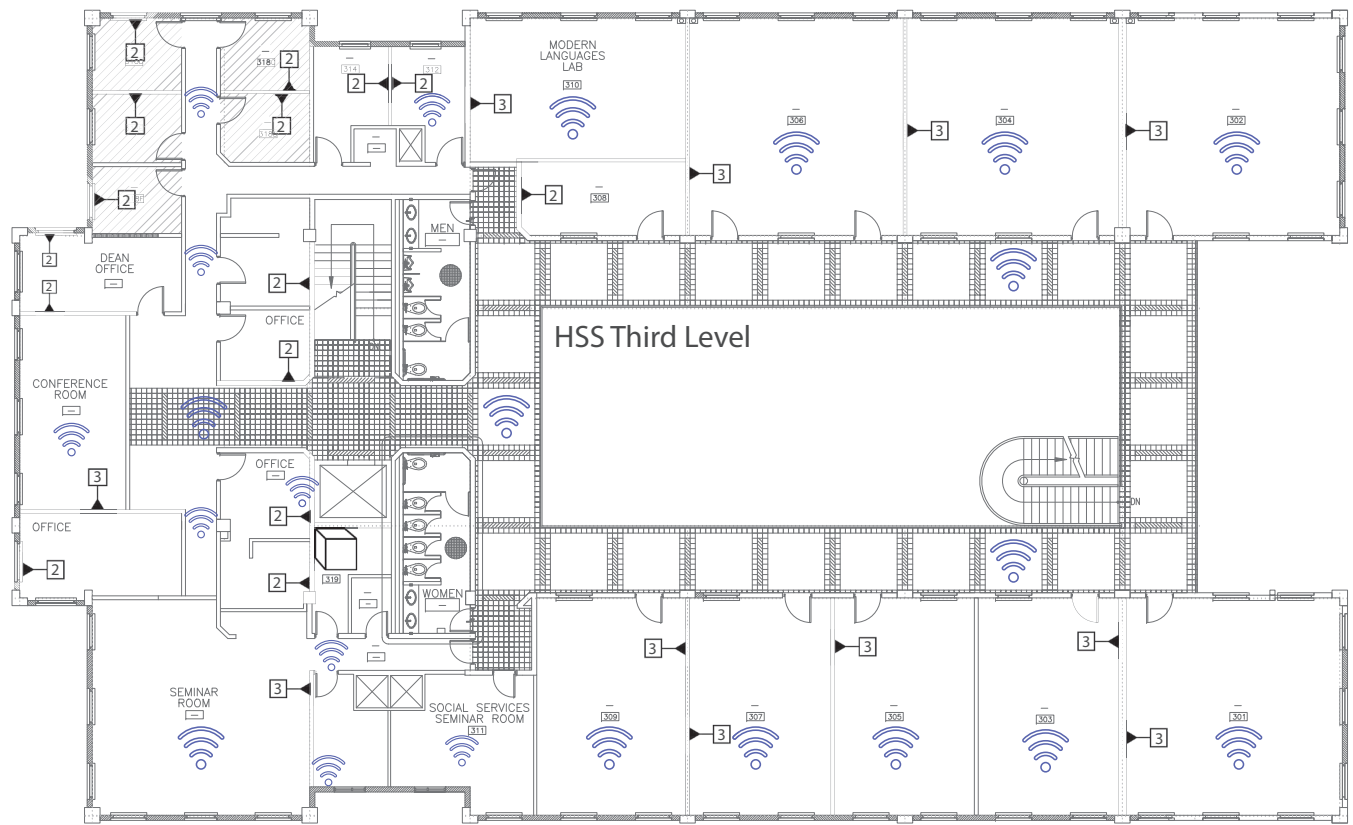 2
2
318
2
314
2
2
312
MODERN
LANGUAGES
LAB
310
3
306
3
304
3
302
2
2
3
2
2
308
MEN
DEAN
OFFICE
2
2
2
OFFICE
2
HSS Third Level
CONFERENCE
ROOM
3
OFFICE
2
OFFICE
2
DN
2
2
319
WOMEN
3
3
3
3
SEMINAR
ROOM
SOCIAL SERVICES
SEMINAR ROOM
311
309
307
305
303
301
3
3